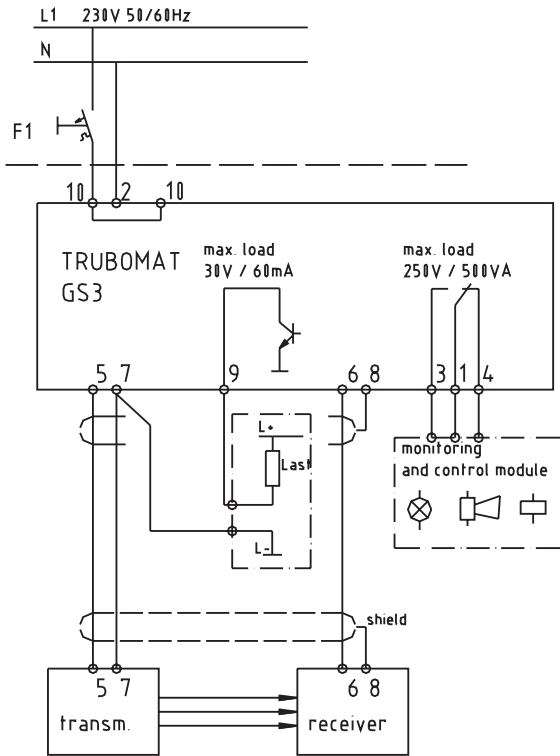 L1 230V 50/60Hz
N
F1
10 2 10
TRUBOMAT
GS3
max. load
30V / 60mA
max. load
250V / 500VA
5 7 9 6 8 3 1 4
L+
Last
L-
monitoring
and control module
shield
5 7 6 8
transm. receiver